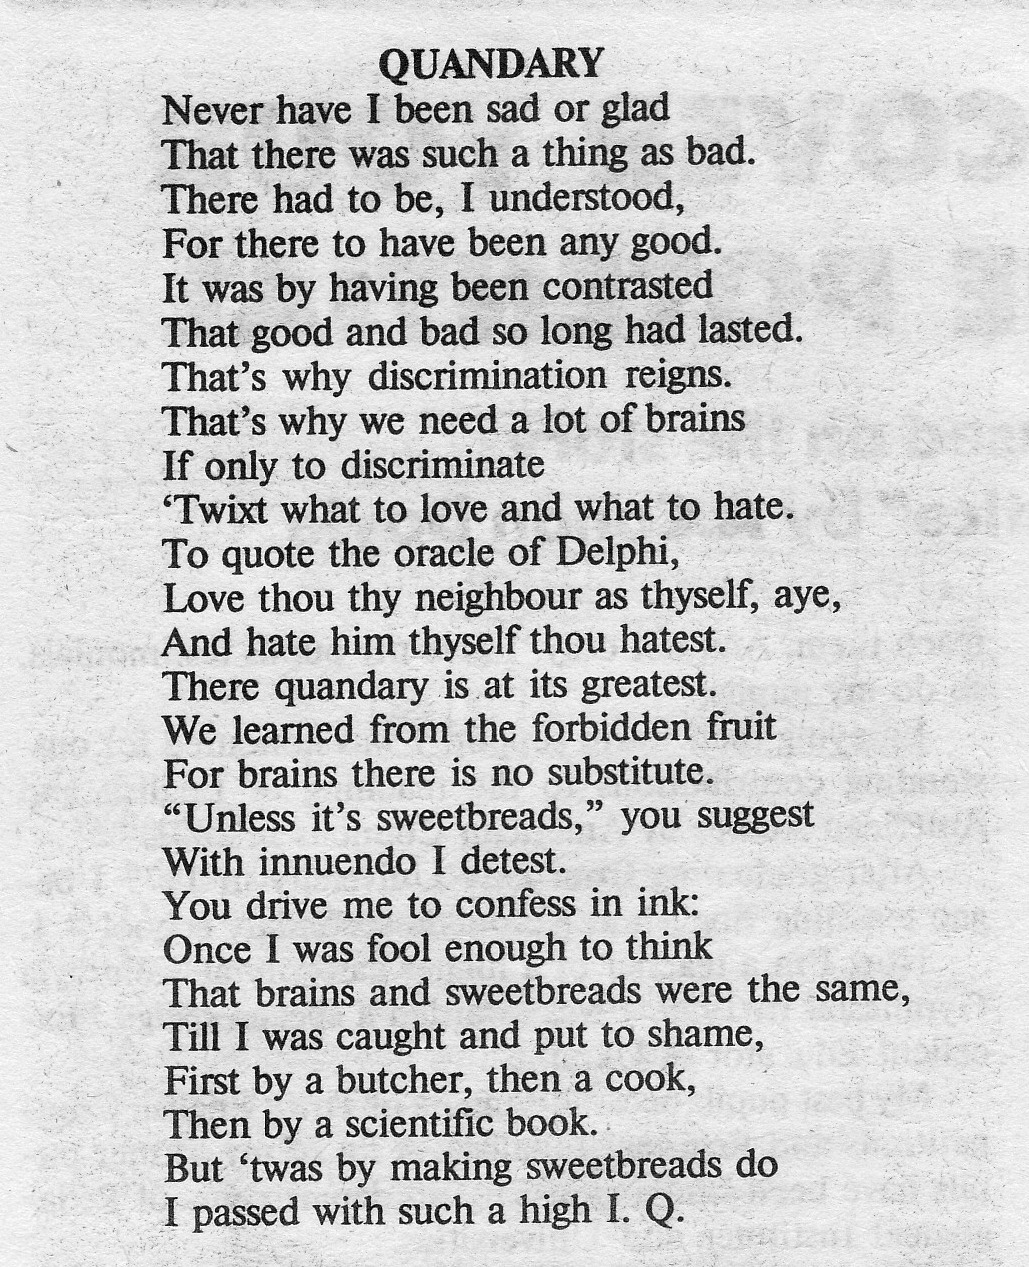 QUANDARY
Never have I been sad or glad
That there was such a thing as bad.
There had to be, I understood,
For there to have been any good.
It was by having been contrasted
That good and bad so long had lasted.
That's why discrimination reigns.
That's why we need a lot of brains
If only to discriminate
‘Twixt what to love and what to hate.
To quote the oracle of Delphi,
Love thou thy neighbour as thyself, aye,
And hate him thyself thou hatest.
There quandary is at its greatest.
We learned from the forbidden fruit
For brains there is no substitute.
“Unless it’s sweetbreads,” you suggest
With innuendo I detest.
You drive me to confess in ink:
Once I was fool enough to think
That brains and sweetbreads were the same,
Till I was caught and put to shame,
First by a butcher, then a cook,
Then by a scientific book.
But ‘twas by making sweetbreads do
I passed with such a high I. Q.